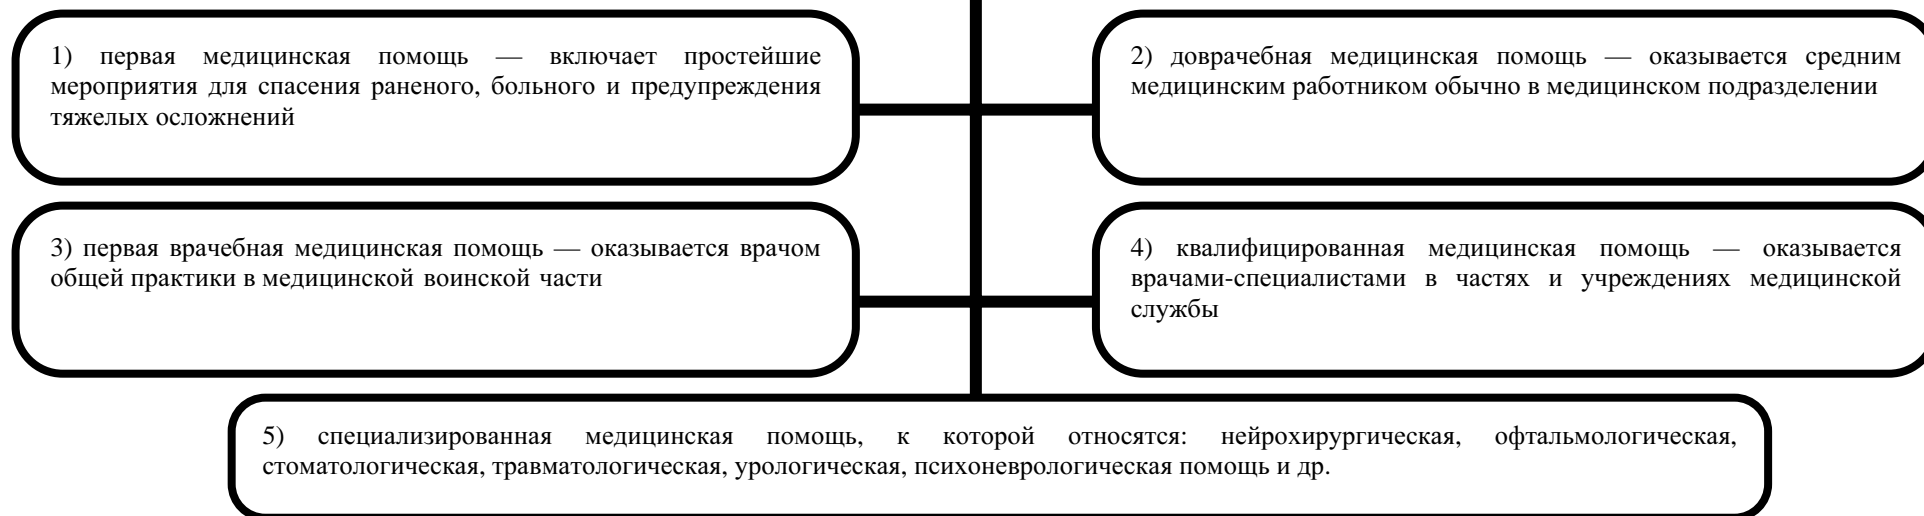 1) первая медицинская помощь — включает простейшие
мероприятия для спасения раненого, больного и предупреждения
тяжелых осложнений
2) доврачебная медицинская помощь — оказывается средним
медицинским работником обычно в медицинском подразделении
3) первая врачебная медицинская помощь — оказывается врачом
общей практики в медицинской воинской части
4) квалифицированная медицинская помощь — оказывается
врачами-специалистами в частях и учреждениях медицинской
службы
5) специализированная медицинская помощь, к которой относятся: нейрохирургическая, офтальмологическая,
стоматологическая, травматологическая, урологическая, психоневрологическая помощь и др.